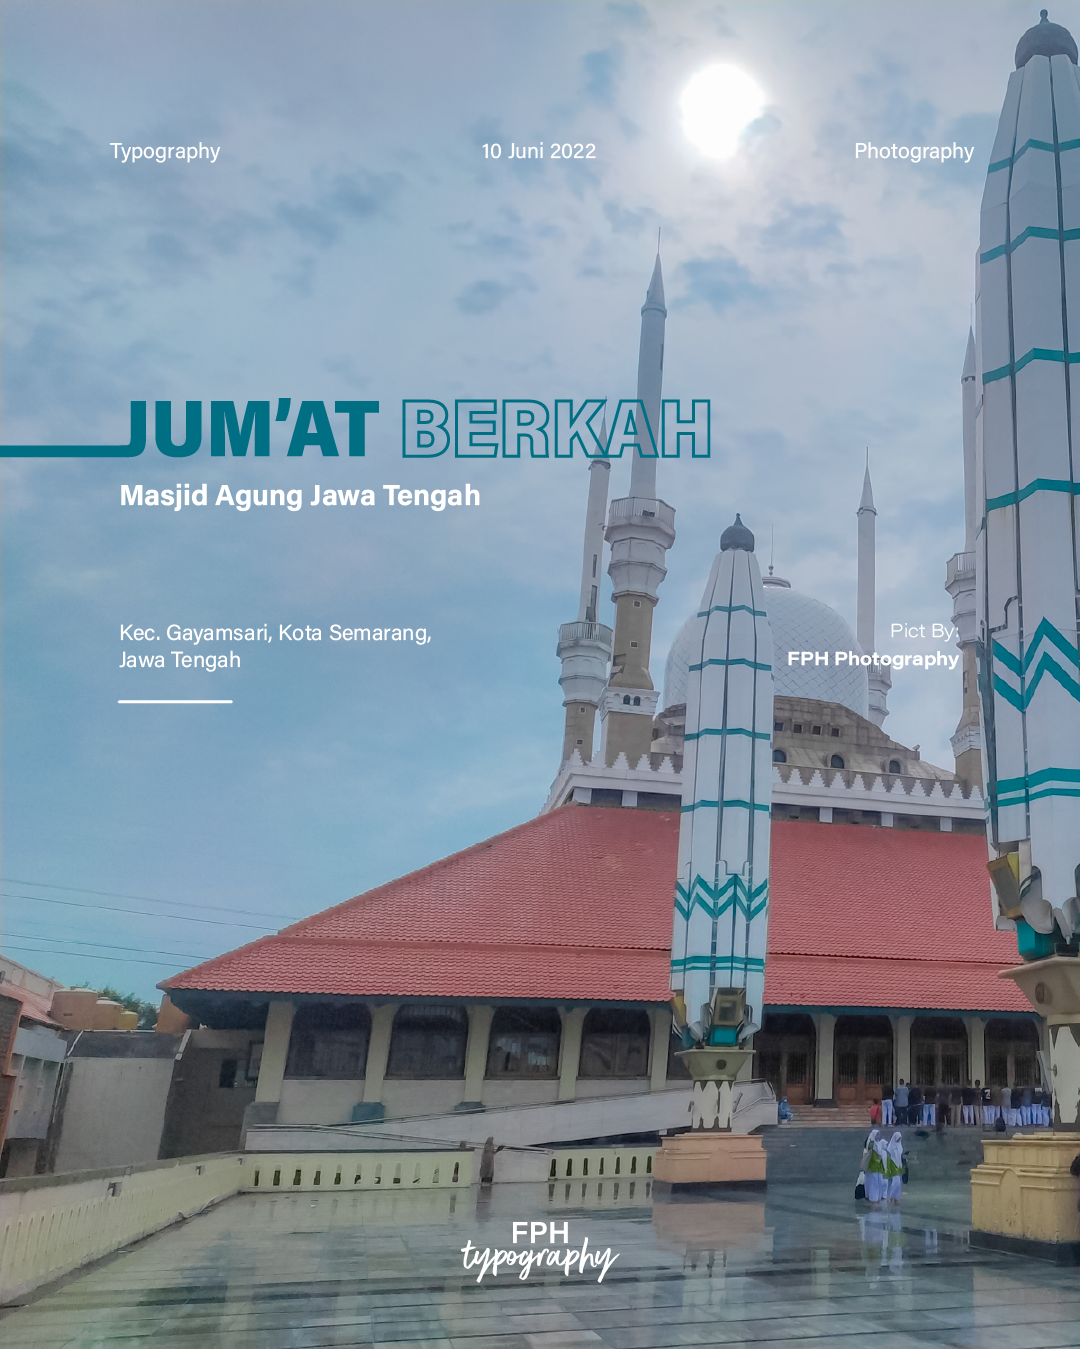 Typography
10 Juni 2022
Photography
JUM'AT BERKAH
Masjid Agung Jawa Tengah
Kec. Gayamsari, Kota Semarang,
Jawa Tengah
Pict By:
FPH Photography
FPH
typography